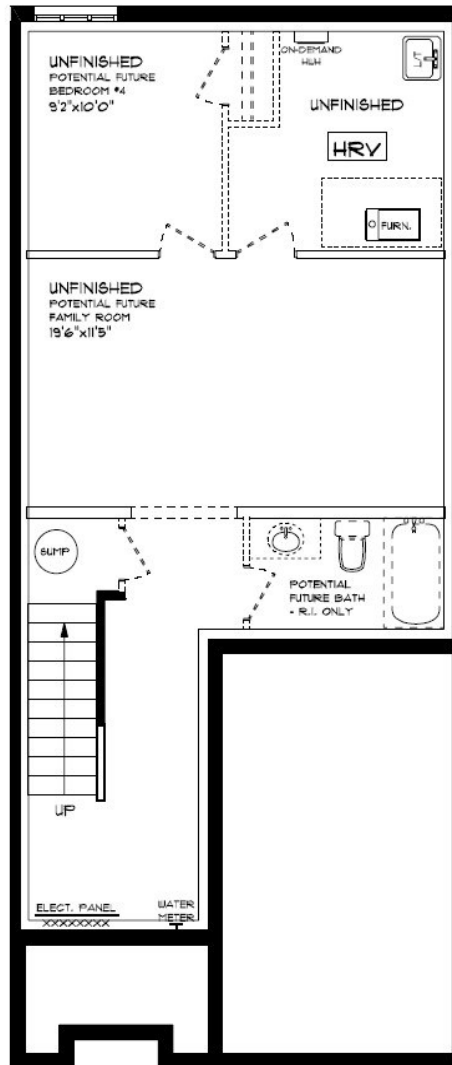 UNFINISHED
POTENTIAL FUTURE
BEDROOM #4
9'2"x10'0"
ON-DEMAND
HWH
L/T
UNFINISHED
HRV
FURN.
UNFINISHED
POTENTIAL FUTURE
FAMILY ROOM
19'6"x11'5"
SUMP
POTENTIAL
FUTURE BATH
- R.I. ONLY
UP
ELECT. PANEL
WATER
METER